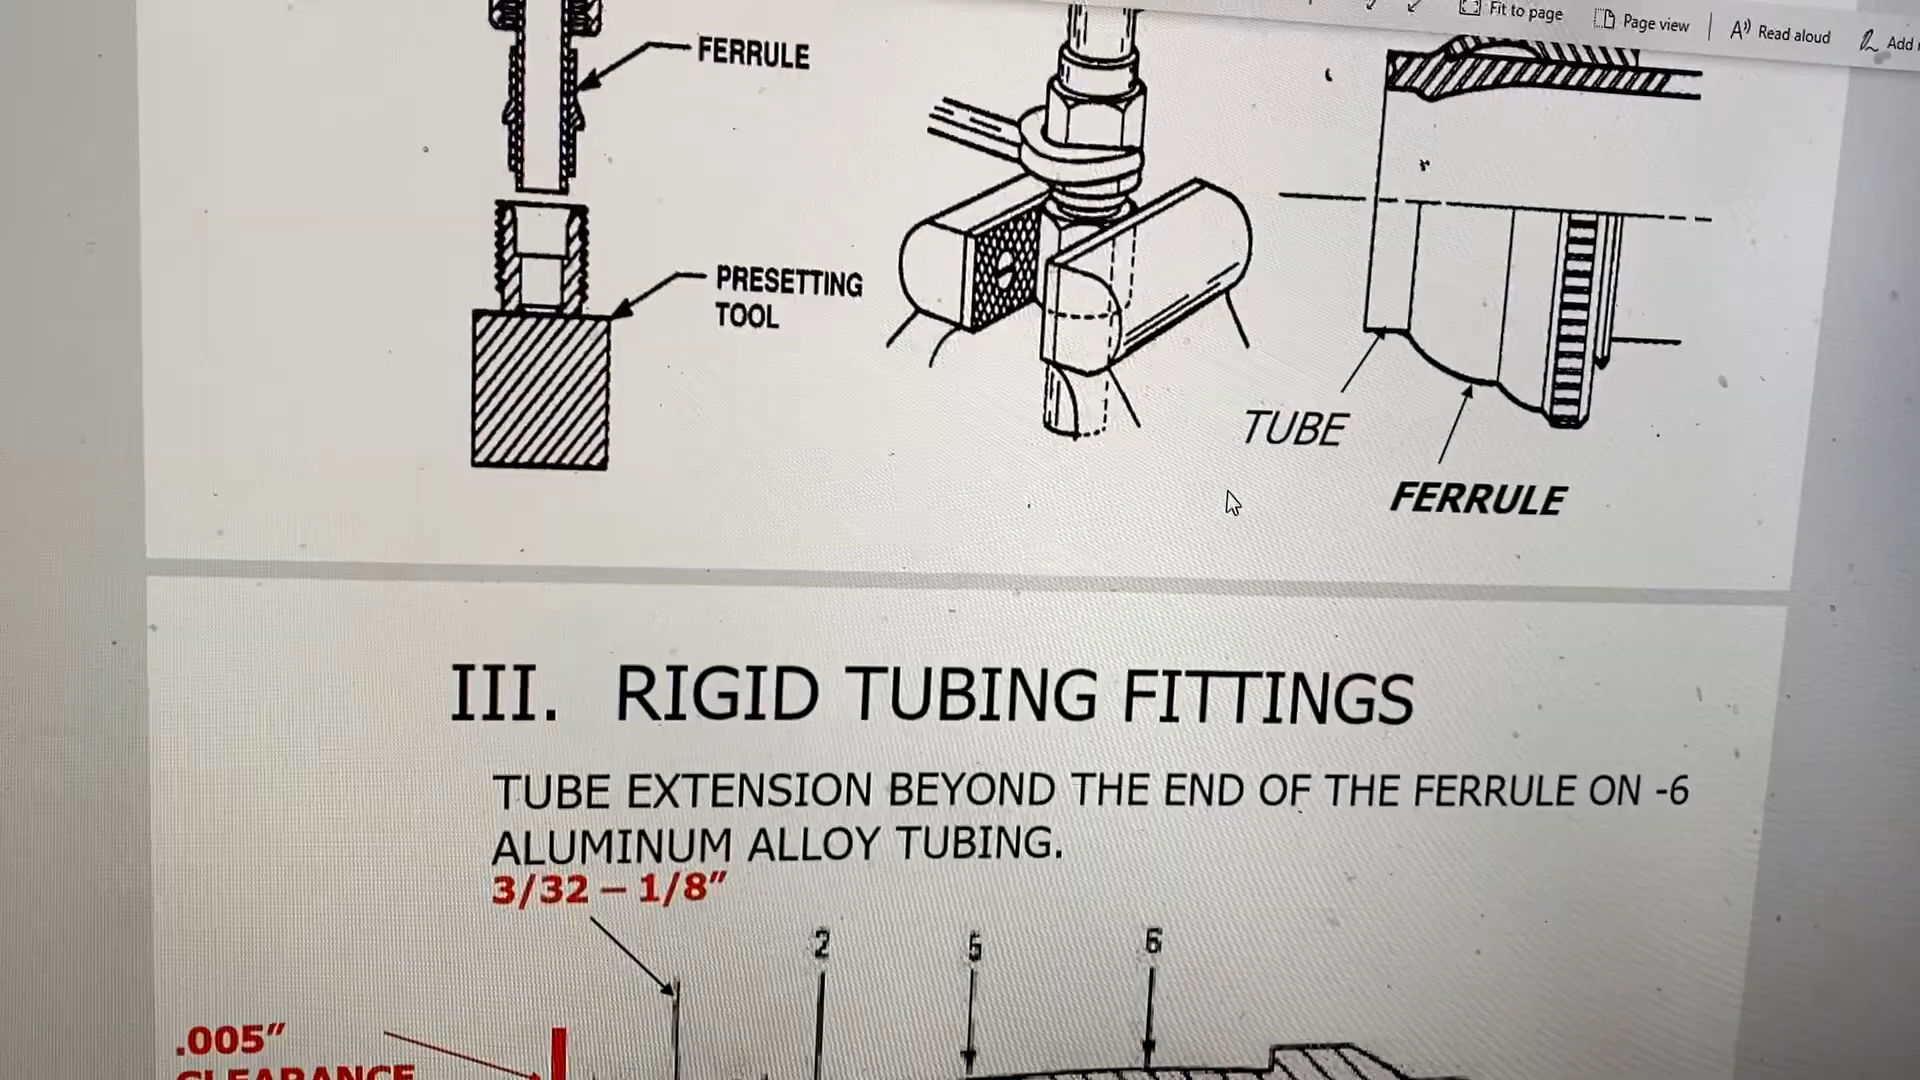 Fit to page
Page view
Read aloud
Add
FERRULE
PRESETTING
TOOL
TUBE
FERRULE
III. RIGID TUBING FITTINGS
TUBE EXTENSION BEYOND THE END OF THE FERRULE ON -6
ALUMINUM ALLOY TUBING.
3/32 – 1/8”
2
5
6
.005”
CLEARANCE